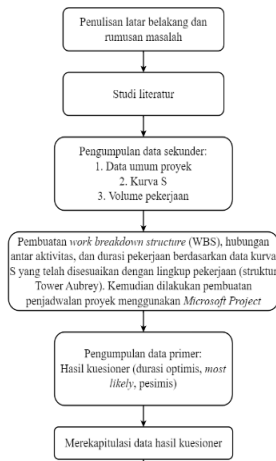 Penulisan latar belakang dan
rumusan masalah
Studi literatur
Pengumpulan data sekunder:
1. Data umum proyek
2. Kurva S
3. Volume pekerjaan
Pembuatan work breakdown structure (WBS), hubungan
antar aktivitas, dan durasi pekerjaan berdasarkan data kurva
S yang telah disesuaikan dengan lingkup pekerjaan (struktur
Tower Aubrey). Kemudian dilakukan pembuatan
penjadwalan proyek menggunakan Microsoft Project
Pengumpulan data primer:
Hasil kuesioner (durasi optimis, most
likely, pesimis)
Merekapitulasi data hasil kuesioner